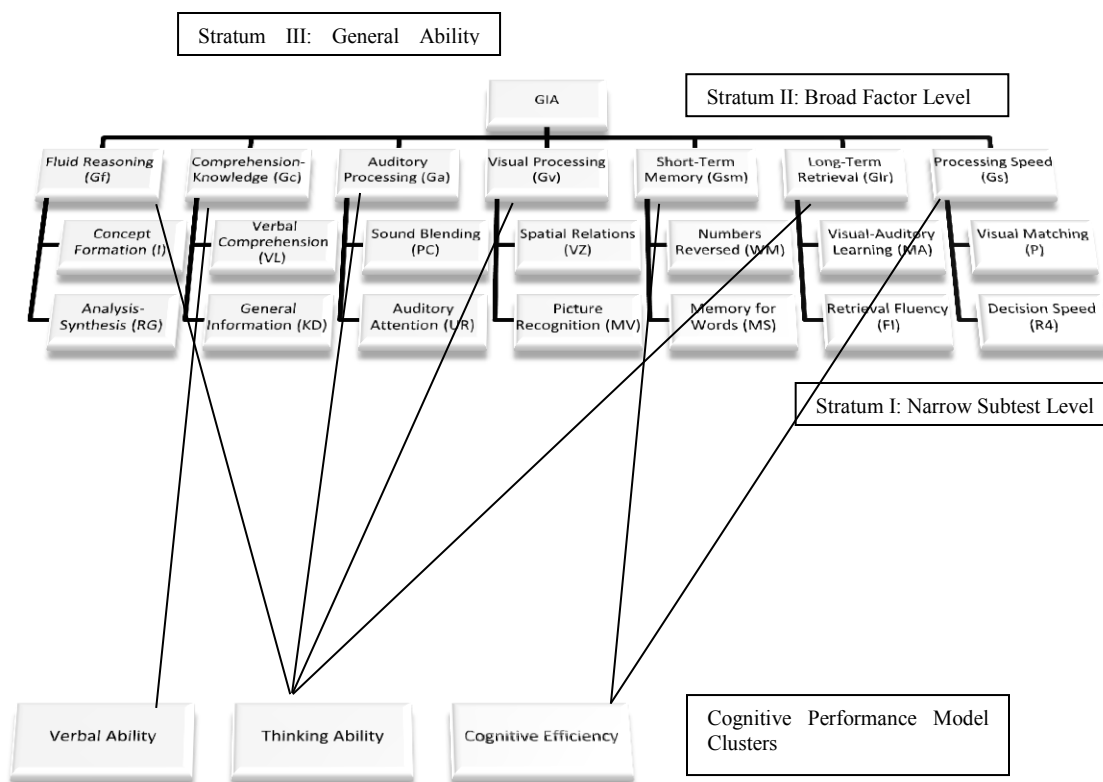 Stratum III: General Ability
GIA
Stratum II: Broad Factor Level
Fluid Reasoning
(Gf)
Comprehension-
Knowledge (Gc)
Auditory
Processing (Ga)
Visual Processing
(Gv)
Short-Term
Memory (Gsm)
Long-Term
Retrieval (Glr)
Processing Speed
(Gs)
Concept
Formation (I)
Verbal
Comprehension
(VL)
Sound Blending
(PC)
Spatial Relations
(VZ)
Numbers
Reversed (WM)
Visual-Auditory
Learning (MA)
Visual Matching
(P)
Analysis-
Synthesis (RG)
General
Information (KD)
Auditory
Attention (UR)
Picture
Recognition (MV)
Memory for
Words (MS)
Retrieval Fluency
(FI)
Decision Speed
(R4)
Stratum I: Narrow Subtest Level
Verbal Ability
Thinking Ability
Cognitive Efficiency
Cognitive Performance Model
Clusters